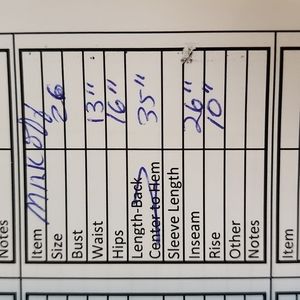 Notes
Item
Size 26
Bust
Waist 13"
Hips 16"
Length-Back 35"
Center to Hem
Sleeve Length
Inseam 26"
Rise 10"
Other
Notes
Item